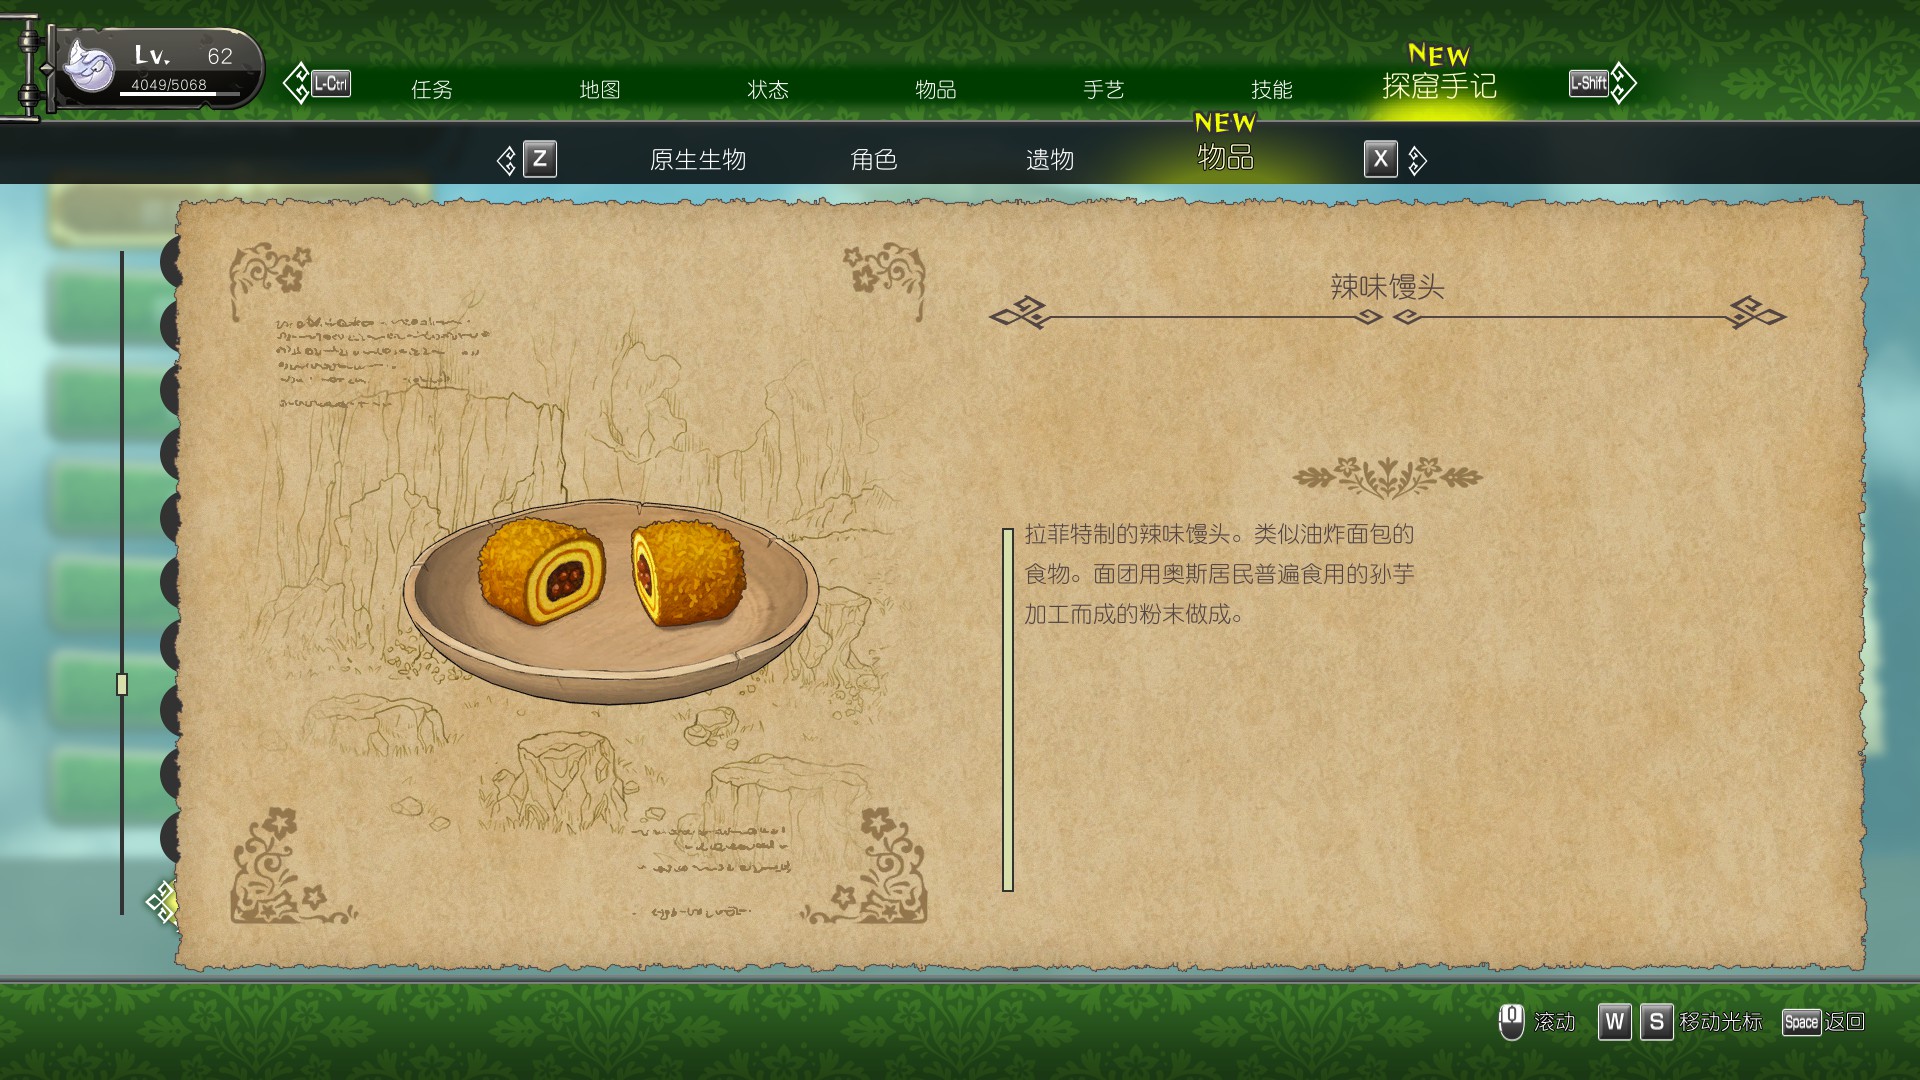 Lv. 62
4049/5068
L-Ctrl 任务 地图 状态 物品 手艺 技能 NEW 探窟手记 L-Shift
Z 原生生物 角色 遗物 NEW 物品 X
辣味馒头
拉菲特制的辣味馒头。类似油炸面包的
食物。面团用奥斯居民普遍食用的孙芋
加工而成的粉末做成。
滚动 W S 移动光标 Space 返回